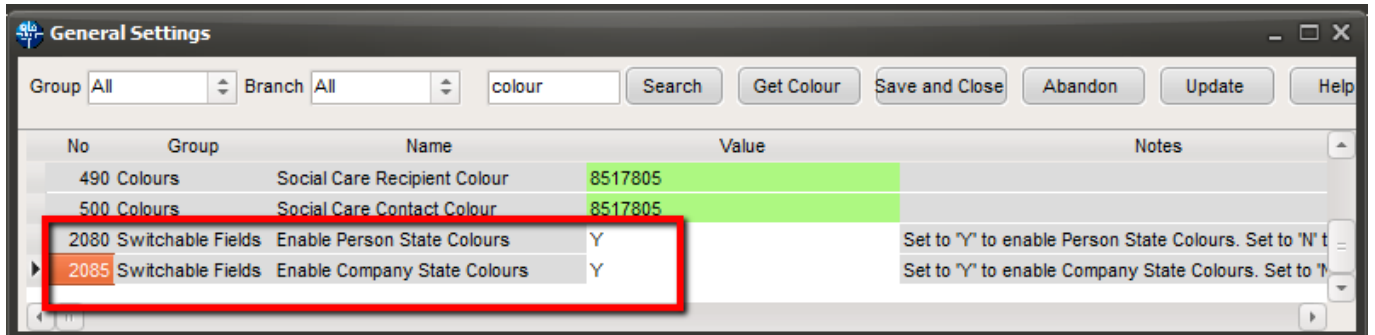 General Settings
Group All Branch All colour Search Get Colour Save and Close Abandon Update Help
No Group Name Value Notes
490 Colours Social Care Recipient Colour 8517805
500 Colours Social Care Contact Colour 8517805
2080 Switchable Fields Enable Person State Colours Y Set to "Y" to enable Person State Colours. Set to "N" t
2085 Switchable Fields Enable Company State Colours Y Set to "Y" to enable Company State Colours. Set to "N